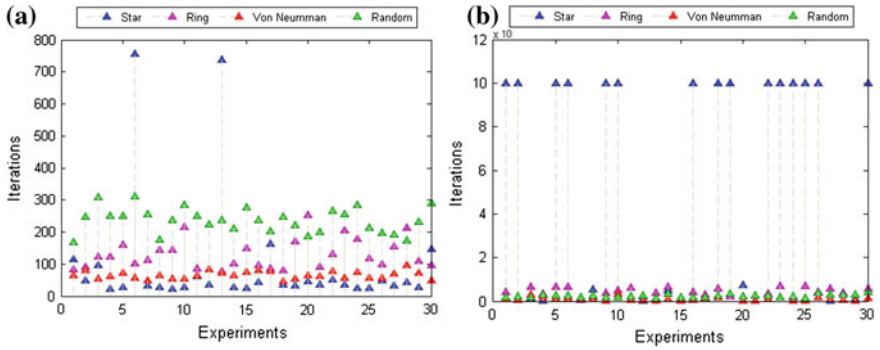 (a)
Star Ring Von Neumman Random
800
700
600
500
400
300
200
100
0
0 5 10 15 20 25 30
Iterations
Experiments
(b)
Star Ring Von Neumman Random
12 x 10
10
8
6
4
2
0
0 5 10 15 20 25 30
Iterations
Experiments